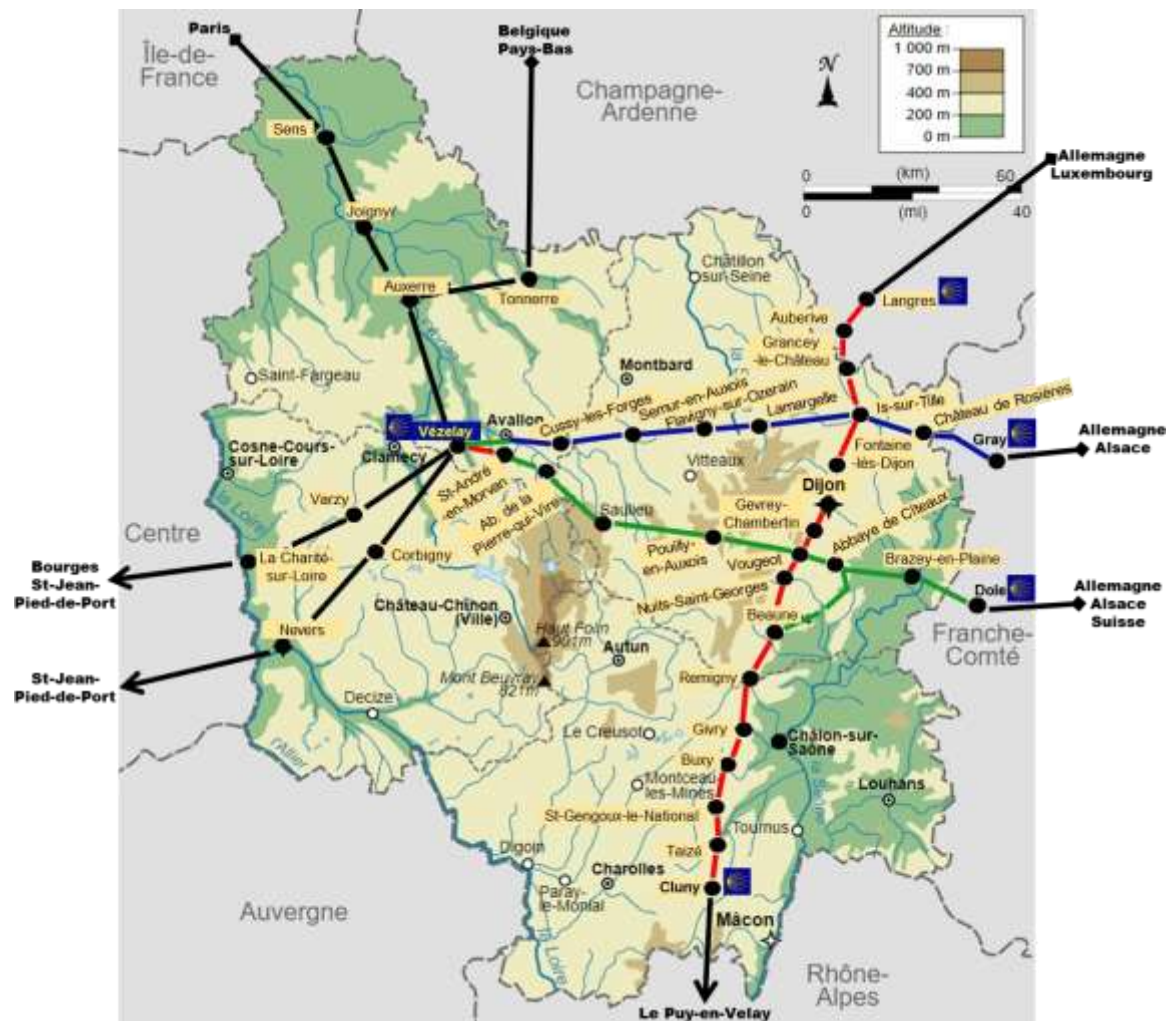 Paris
Belgique
Pays-Bas
Île-de-
France
Champagne-
Ardenne
N
Altitude :
1 000 m
700 m
400 m
200 m
0 m
0 (km) 60
0 (mi) 40
Allemagne
Luxembourg
Sens
Joigny
Auxerre
Tonnerre
Châtillon
sur-Seine
Langres
Auberive
Grancey
-le-Château
Saint-Fargeau
Montbard
Cussy-les-Forges
Semur-en-Auxois
Flavigny-sur-Ozerain
Lamargelle
Is-sur-Tille
Château de Rosières
Gray
Allemagne
Alsace
Vézelay
Avallon
Clamecy
Cosne-Cours-
sur-Loire
la Loire
Vitteaux
Fontaine
-lès-Dijon
Dijon
St-André
-en-Morvan
Ab. de la
Pierre-qui-Vire
Varzy
Saulieu
Gevrey-
Chambertin
Abbaye de Cîteaux
Centre
Pouilly-
en-Auxois
Vougeot
Brazey-en-Plaine
Bourges
St-Jean-
Pied-de-Port
La Charité
-sur-Loire
Corbigny
Nuits-Saint-Georges
Dole
Allemagne
Alsace
Suisse
Château-Chinon
(Ville)
Beaune
Nevers
Haut Folin
901m
Autun
Franche-
Comté
St-Jean-
Pied-de-Port
Mont Beuvray
821m
Remigny
Decize
Le Creusot
Givry
Châlon-sur-
Saône
l'Allier
Buxy
Montceau
les-Mines
Louhans
St-Gengoux-le-National
Tournus
Taizé
Digoin
Charolles
Cluny
Paray-
le-Monial
Auvergne
Mâcon
la Loire
Rhône-
Alpes
Le Puy-en-Velay